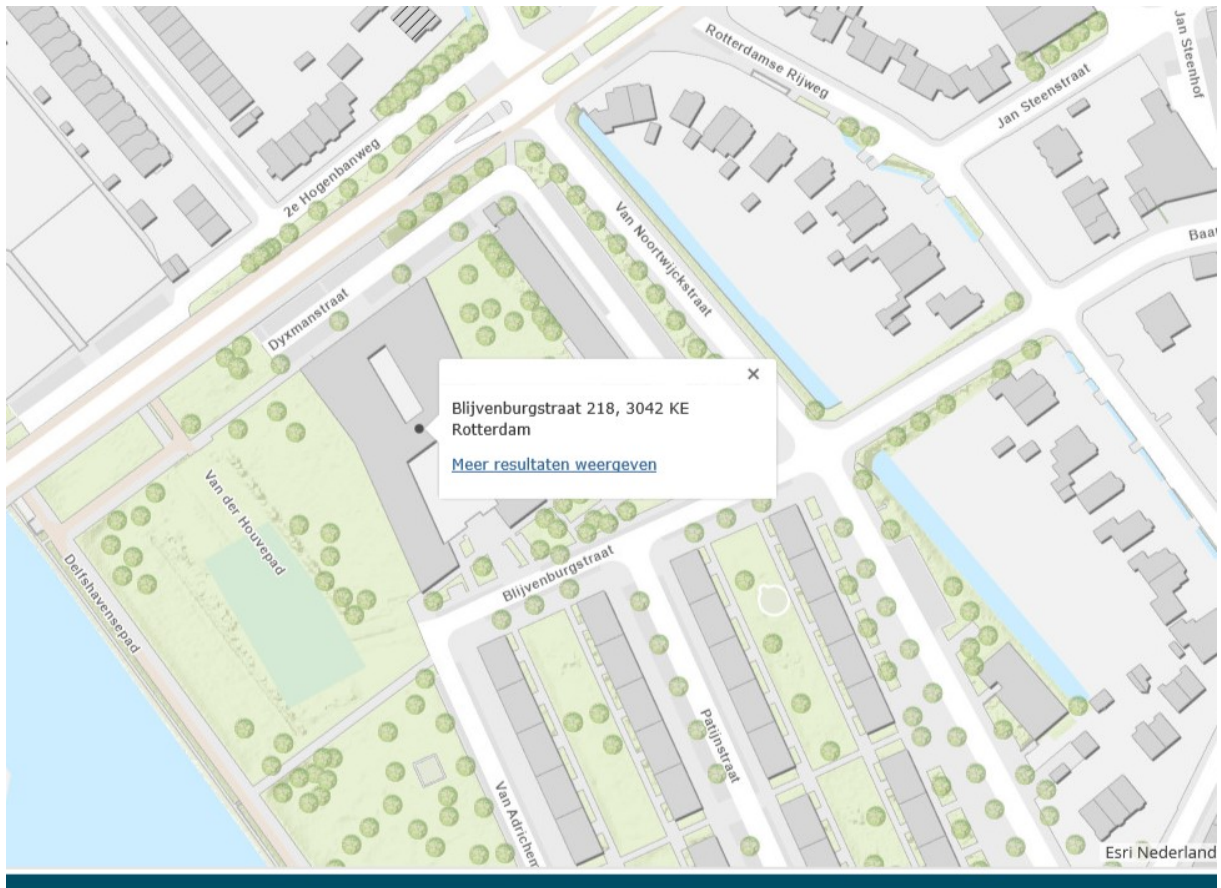 Rotterdamse Rijweg
Jan Steenhof
Jan Steenstraat
2e Hogenbanweg
Van Noortwijckstraat
Baan
Dyxmanstraat
×
Blijvenburgstraat 218, 3042 KE
Rotterdam
Meer resultaten weergeven
Van der Houvepad
Delfshavensepad
Blijvenburgstraat
Patijnstraat
Van Adrichem
Esri Nederland